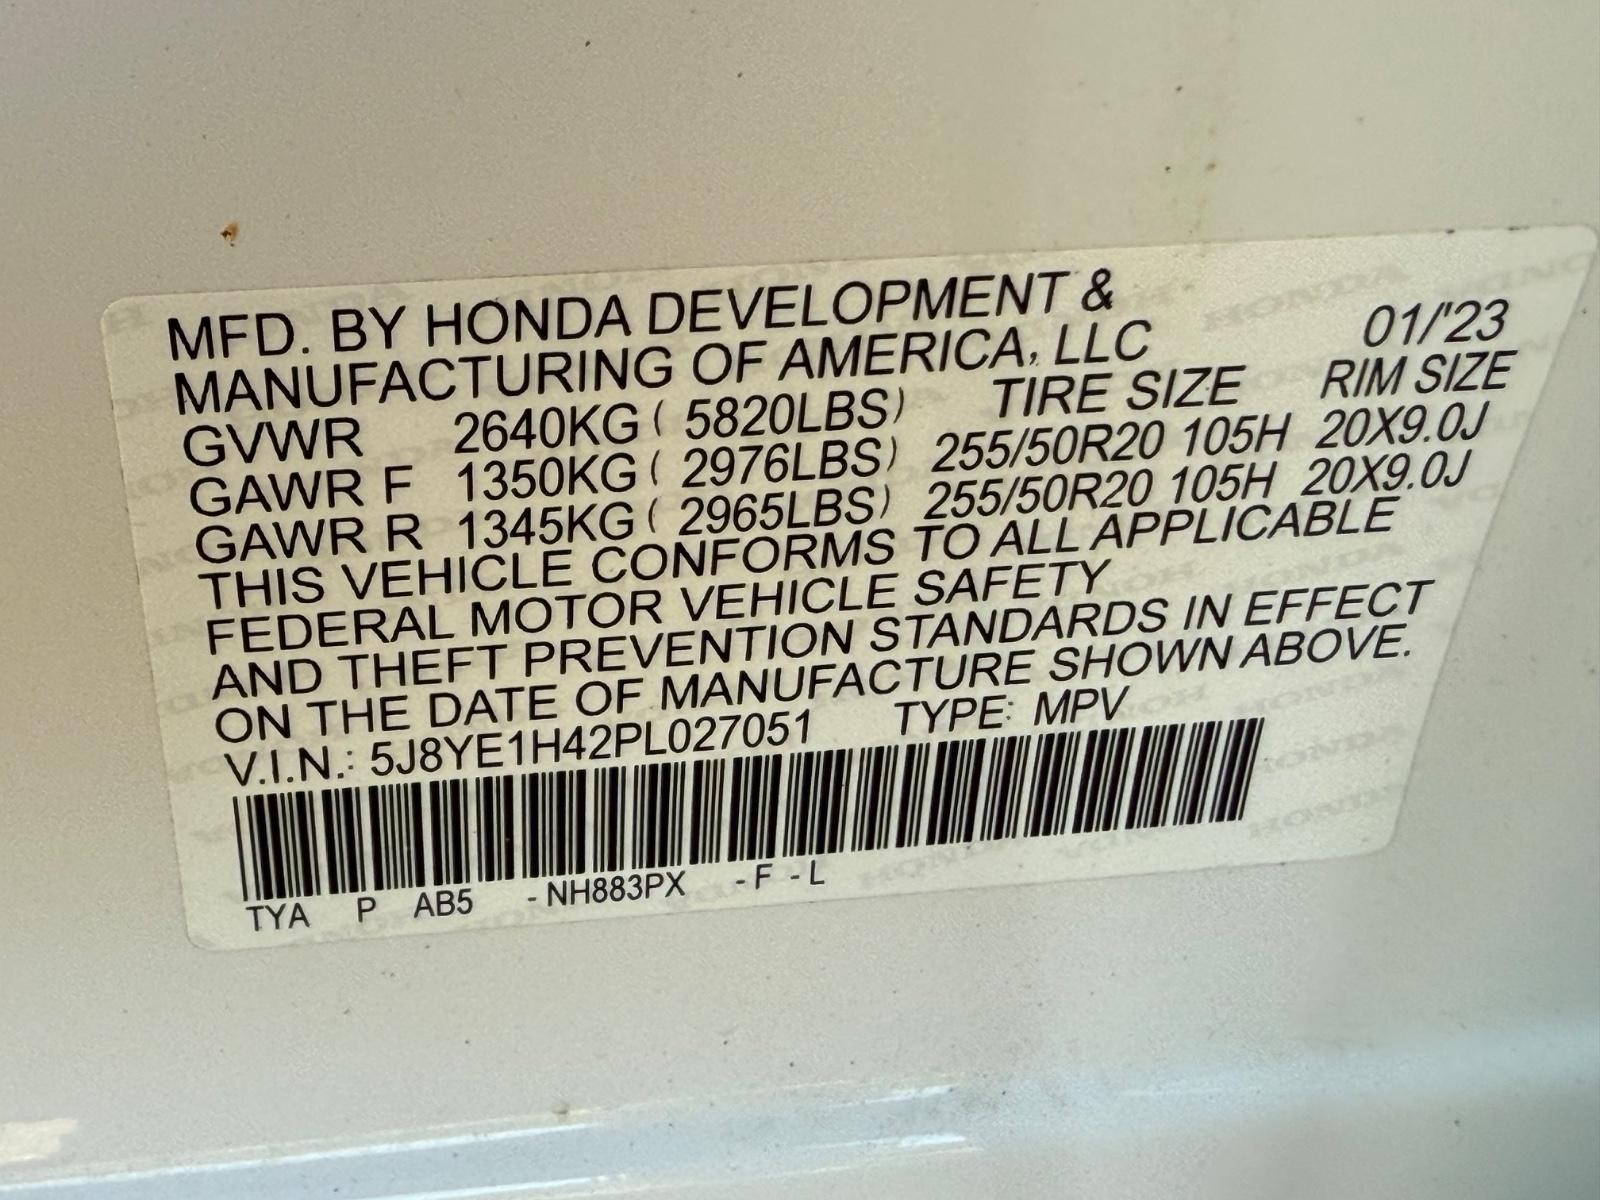 MFD. BY HONDA DEVELOPMENT &
MANUFACTURING OF AMERICA, LLC 01/'23
GVWR 2640KG ( 5820LBS) TIRE SIZE RIM SIZE
GAWR F 1350KG ( 2976LBS) 255/50R20 105H 20X9.0J
GAWR R 1345KG ( 2965LBS) 255/50R20 105H 20X9.0J
THIS VEHICLE CONFORMS TO ALL APPLICABLE
FEDERAL MOTOR VEHICLE SAFETY
AND THEFT PREVENTION STANDARDS IN EFFECT
ON THE DATE OF MANUFACTURE SHOWN ABOVE.
V.I.N.: 5J8YE1H42PL027051 TYPE: MPV
TYA P AB5 -NH883PX -F -L